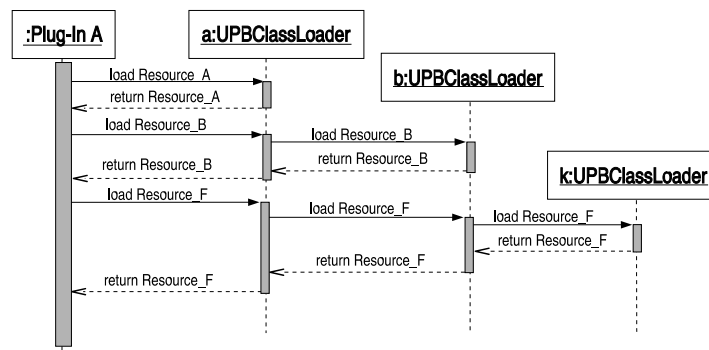 :Plug-In A
a:UPBClassLoader
load Resource_A
return Resource_A
b:UPBClassLoader
load Resource_B
load Resource_B
return Resource_B
return Resource_B
k:UPBClassLoader
load Resource_F
load Resource_F
load Resource_F
return Resource_F
return Resource_F
return Resource_F